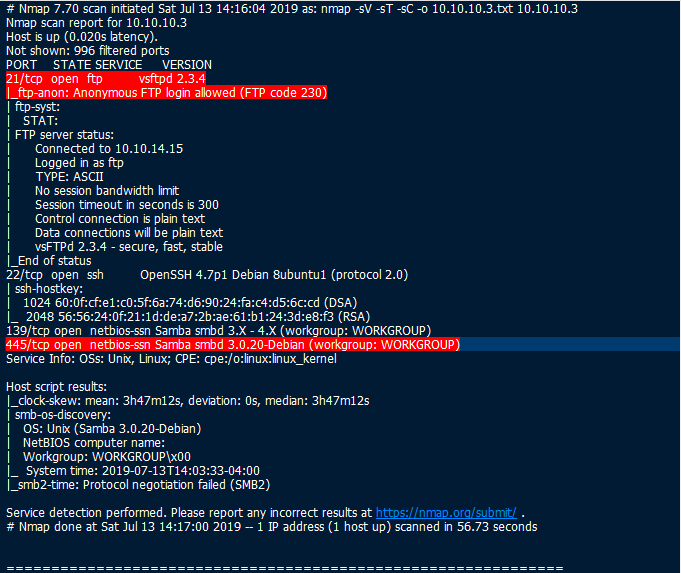 # Nmap 7.70 scan initiated Sat Jul 13 14:16:04 2019 as: nmap -sV -sT -sC -o 10.10.10.3.txt 10.10.10.3
Nmap scan report for 10.10.10.3
Host is up (0.020s latency).
Not shown: 996 filtered ports
PORT    STATE SERVICE     VERSION
21/tcp  open  ftp         vsftpd 2.3.4
|_ftp-anon: Anonymous FTP login allowed (FTP code 230)
| ftp-syst:
|   STAT:
| FTP server status:
|      Connected to 10.10.14.15
|      Logged in as ftp
|      TYPE: ASCII
|      No session bandwidth limit
|      Session timeout in seconds is 300
|      Control connection is plain text
|      Data connections will be plain text
|      vsFTPd 2.3.4 - secure, fast, stable
|_End of status
22/tcp  open  ssh         OpenSSH 4.7p1 Debian 8ubuntu1 (protocol 2.0)
| ssh-hostkey:
|   1024 60:0f:cf:e1:c0:5f:6a:74:d6:90:24:fa:c4:d5:6c:cd (DSA)
|_  2048 56:56:24:0f:21:1d:de:a7:2b:ae:61:b1:24:3d:e8:f3 (RSA)
139/tcp open  netbios-ssn Samba smbd 3.X - 4.X (workgroup: WORKGROUP)
445/tcp open  netbios-ssn Samba smbd 3.0.20-Debian (workgroup: WORKGROUP)
Service Info: OSs: Unix, Linux; CPE: cpe:/o:linux:linux_kernel

Host script results:
|_clock-skew: mean: 3h47m12s, deviation: 0s, median: 3h47m12s
| smb-os-discovery:
|   OS: Unix (Samba 3.0.20-Debian)
|   NetBIOS computer name:
|   Workgroup: WORKGROUP\x00
|_  System time: 2019-07-13T14:03:33-04:00
|_smb2-time: Protocol negotiation failed (SMB2)

Service detection performed. Please report any incorrect results at https://nmap.org/submit/ .
# Nmap done at Sat Jul 13 14:17:00 2019 -- 1 IP address (1 host up) scanned in 56.73 seconds

=============================================================